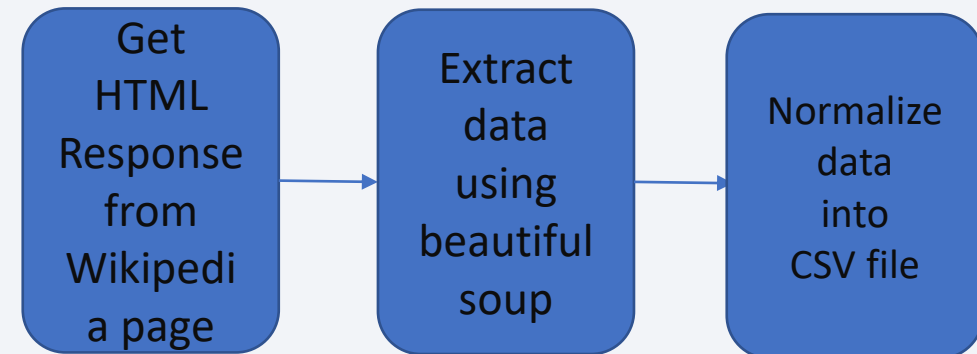 Get
HTML
Response
from
Wikipedi
a page
Extract
data
using
beautiful
soup
Normalize
data
into
CSV file